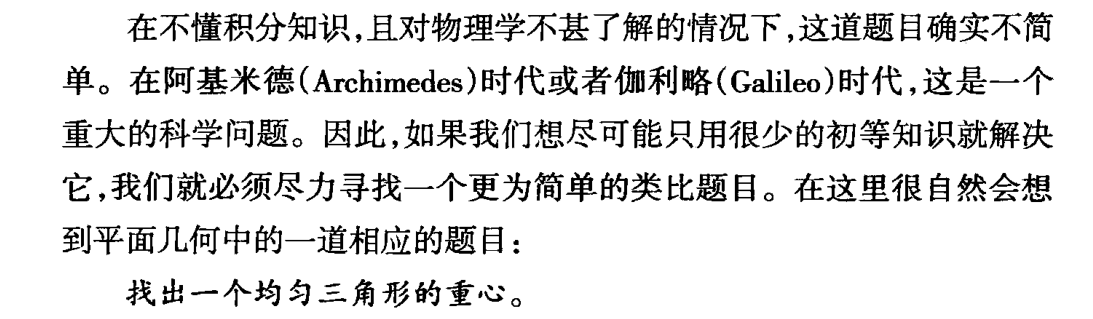 在不懂积分知识,且对物理学不甚了解的情况下,这道题目确实不简
单。在阿基米德(Archimedes)时代或者伽利略(Galileo)时代,这是一个
重大的科学问题。因此,如果我们想尽可能只用很少的初等知识就解决
它,我们就必须尽力寻找一个更为简单的类比题目。在这里很自然会想
到平面几何中的一道相应的题目:
找出一个均匀三角形的重心。